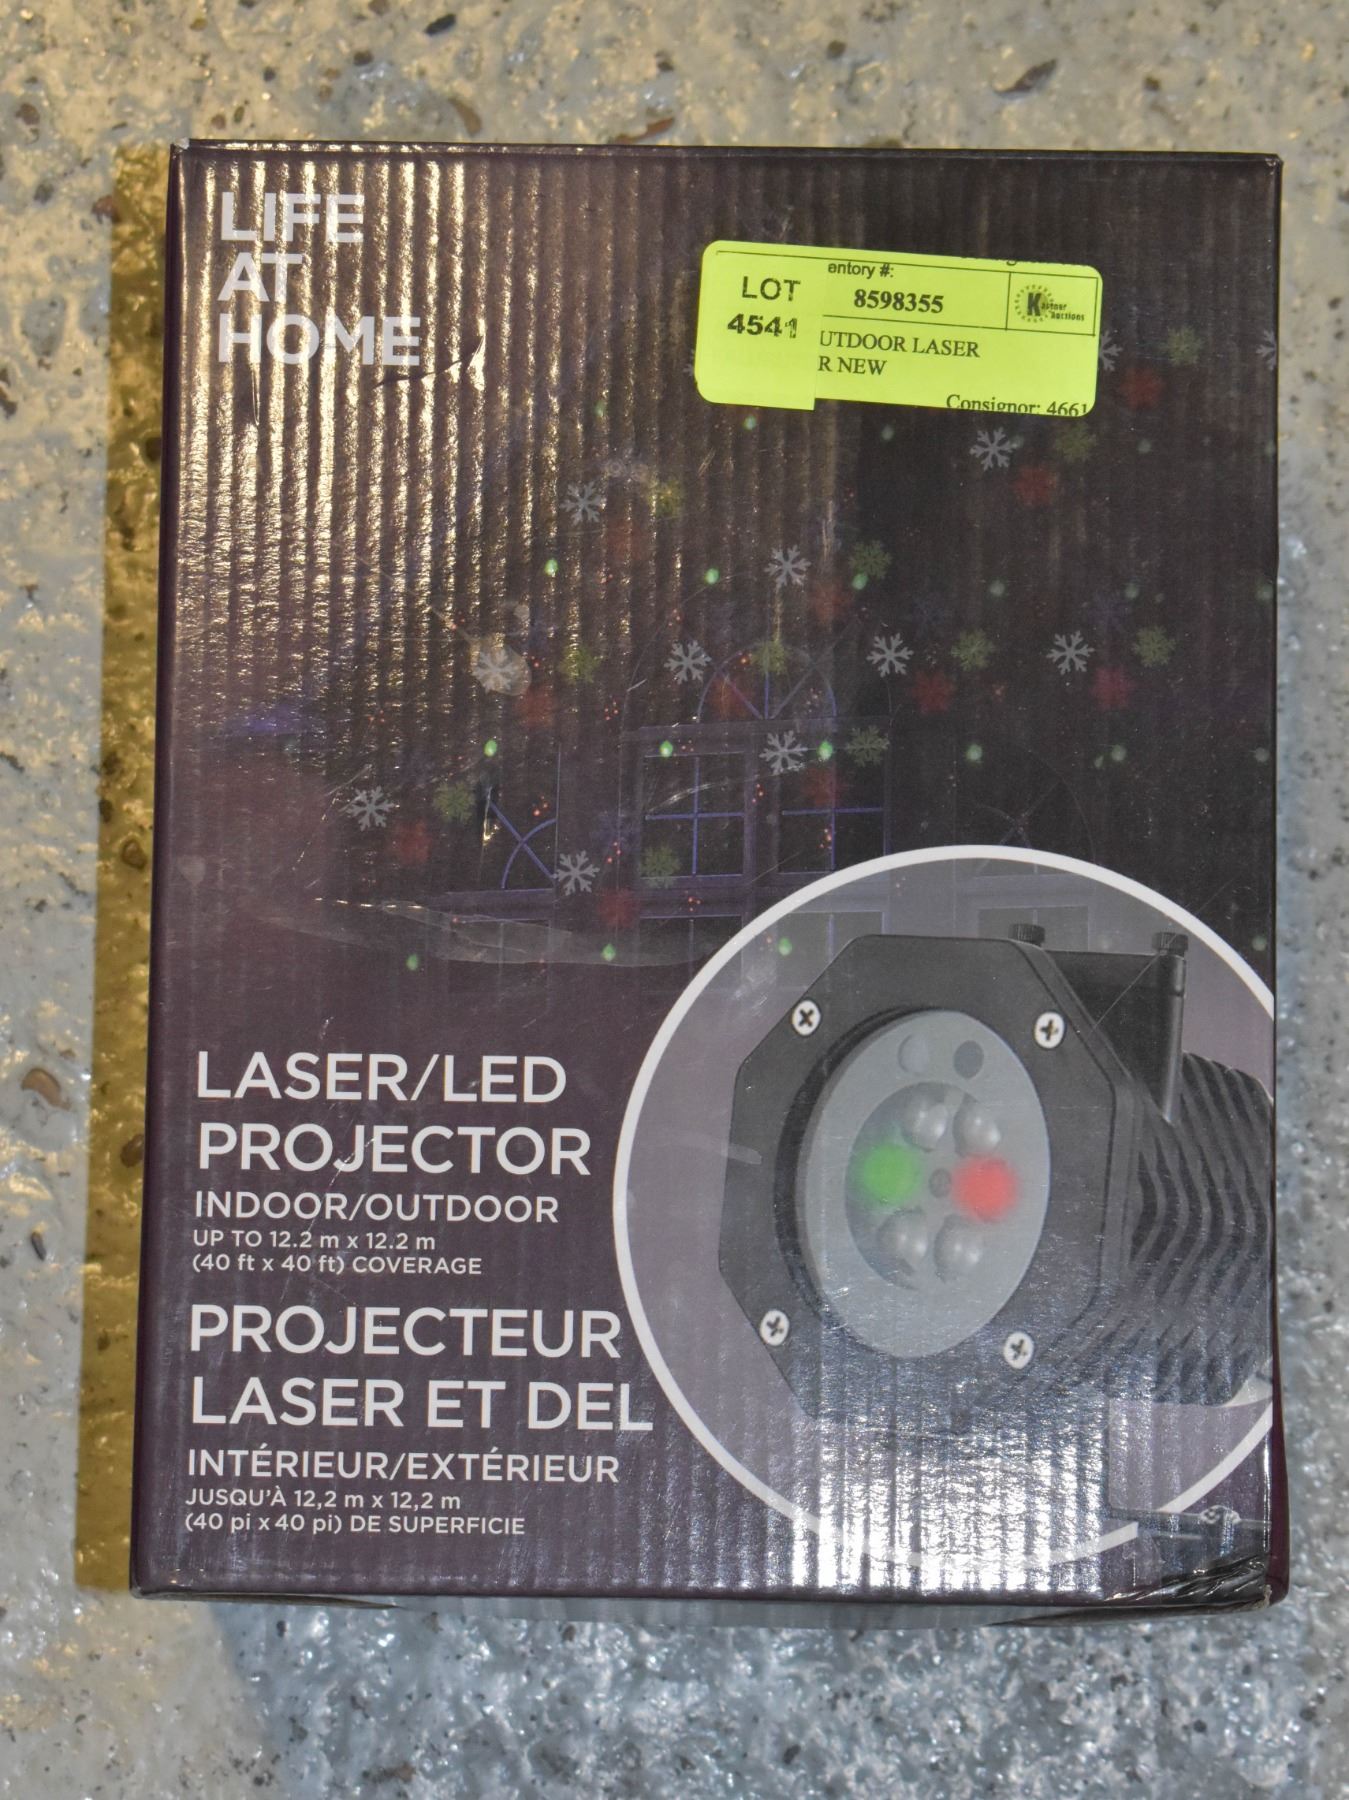 LIFE
AT
HOME
LOT
4541
entory #:
8598355
Kastner
Auctions
UTDOOR LASER
R NEW
Consignor: 4661
LASER/LED
PROJECTOR
INDOOR/OUTDOOR
UP TO 12.2 m x 12.2 m
(40 ft x 40 ft) COVERAGE
PROJECTEUR
LASER ET DEL
INTÉRIEUR/EXTÉRIEUR
JUSQU'À 12,2 m x 12,2 m
(40 pi x 40 pi) DE SUPERFICIE